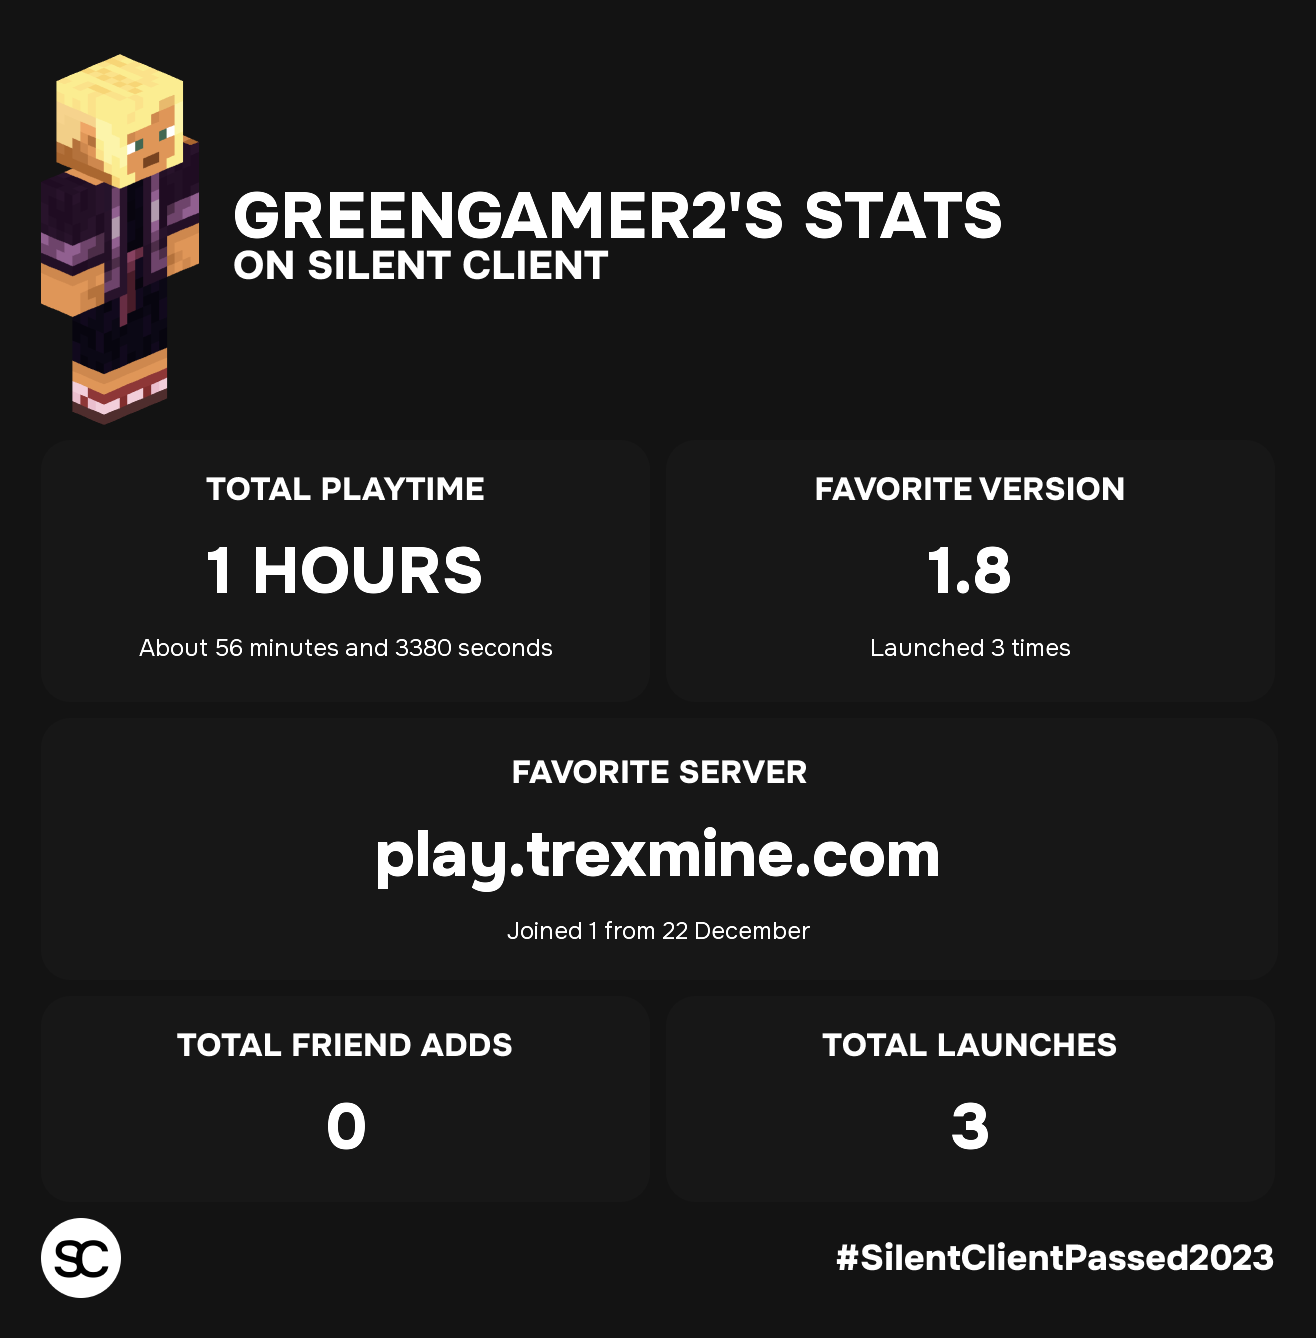 GREENGAMER2'S STATS
ON SILENT CLIENT
TOTAL PLAYTIME
1 HOURS
About 56 minutes and 3380 seconds
FAVORITE VERSION
1.8
Launched 3 times
FAVORITE SERVER
play.trexmine.com
Joined 1 from 22 December
TOTAL FRIEND ADDS
0
TOTAL LAUNCHES
3
SC
#SilentClientPassed2023